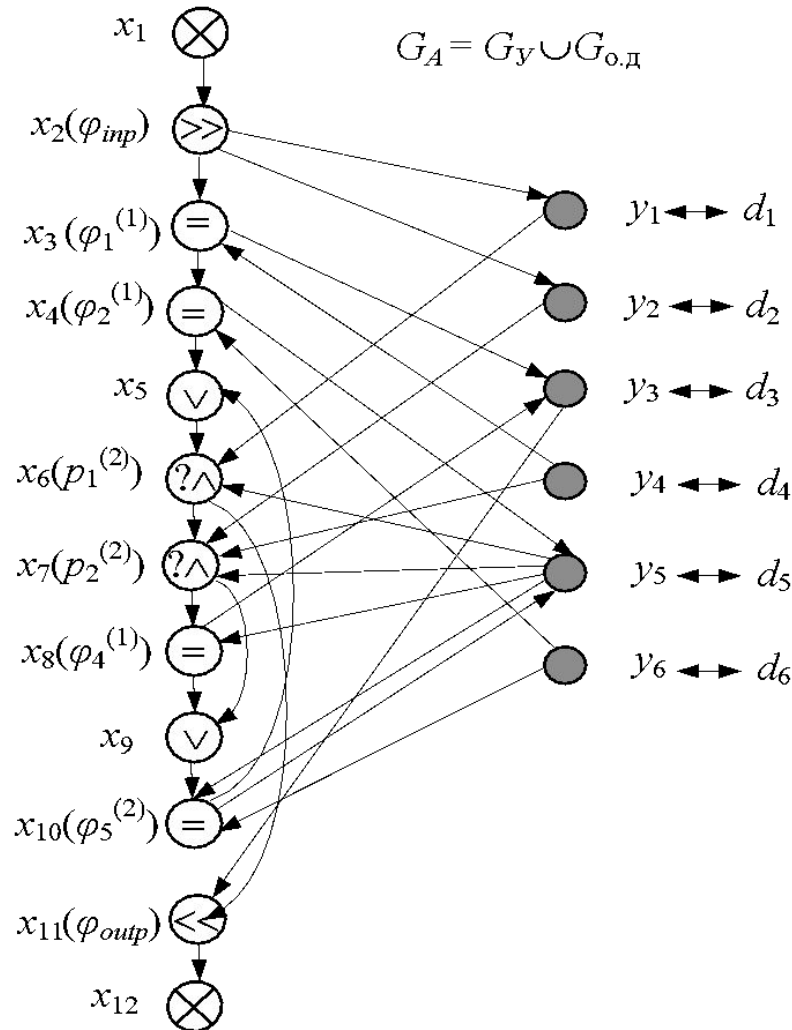 x₁
G_A = G_У ∪ G_о.д
x₂(φ_inp) >>
y₁ ↔ d₁
x₃ (φ₁⁽¹⁾) =
y₂ ↔ d₂
x₄(φ₂⁽¹⁾) =
x₅ ∨
y₃ ↔ d₃
x₆(p₁⁽²⁾) ?∧
y₄ ↔ d₄
x₇(p₂⁽²⁾) ?∧
y₅ ↔ d₅
x₈(φ₄⁽¹⁾) =
y₆ ↔ d₆
x₉ ∨
x₁₀(φ₅⁽²⁾) =
x₁₁(φ_outp) <<
x₁₂